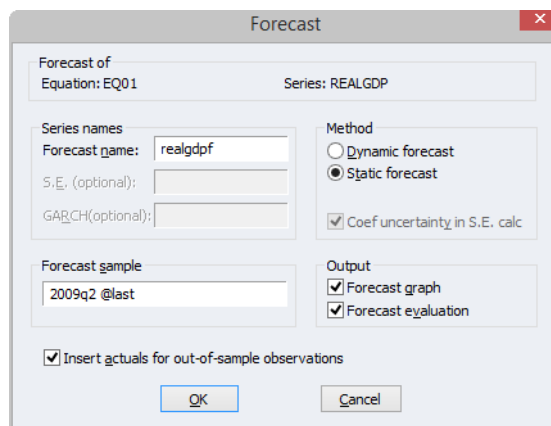 Forecast
Forecast of
Equation: EQ01 Series: REALGDP
Series names
Forecast name: realgdpf
S.E. (optional):
GARCH(optional):
Method
Dynamic forecast
Static forecast
Coef uncertainty in S.E. calc
Forecast sample
2009q2 @last
Output
Forecast graph
Forecast evaluation
Insert actuals for out-of-sample observations
OK Cancel